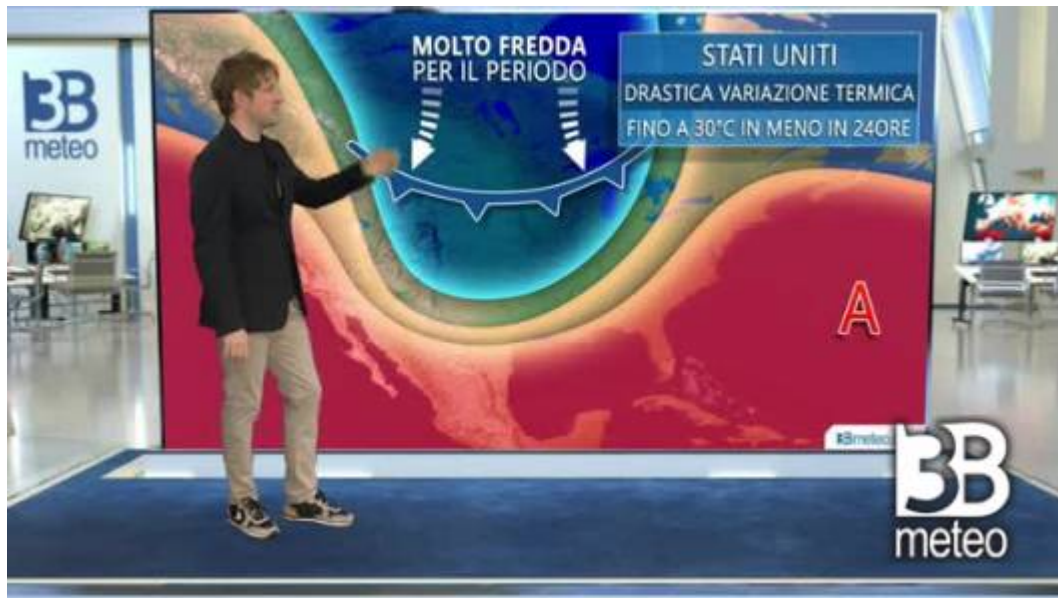 3B
meteo
MOLTO FREDDA
PER IL PERIODO
STATI UNITI
DRASTICA VARIAZIONE TERMICA
FINO A 30°C IN MENO IN 24ORE
A
3Bmeteo
3B
meteo